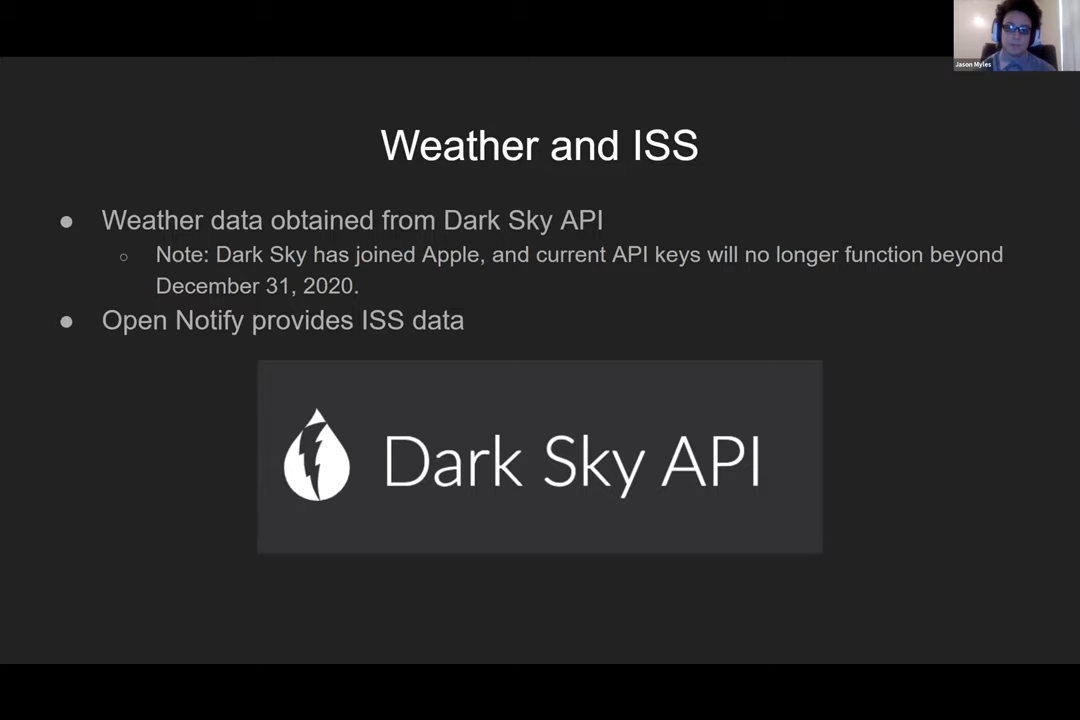 Jason Myles
Weather and ISS
● Weather data obtained from Dark Sky API
○ Note: Dark Sky has joined Apple, and current API keys will no longer function beyond
December 31, 2020.
● Open Notify provides ISS data
Dark Sky API